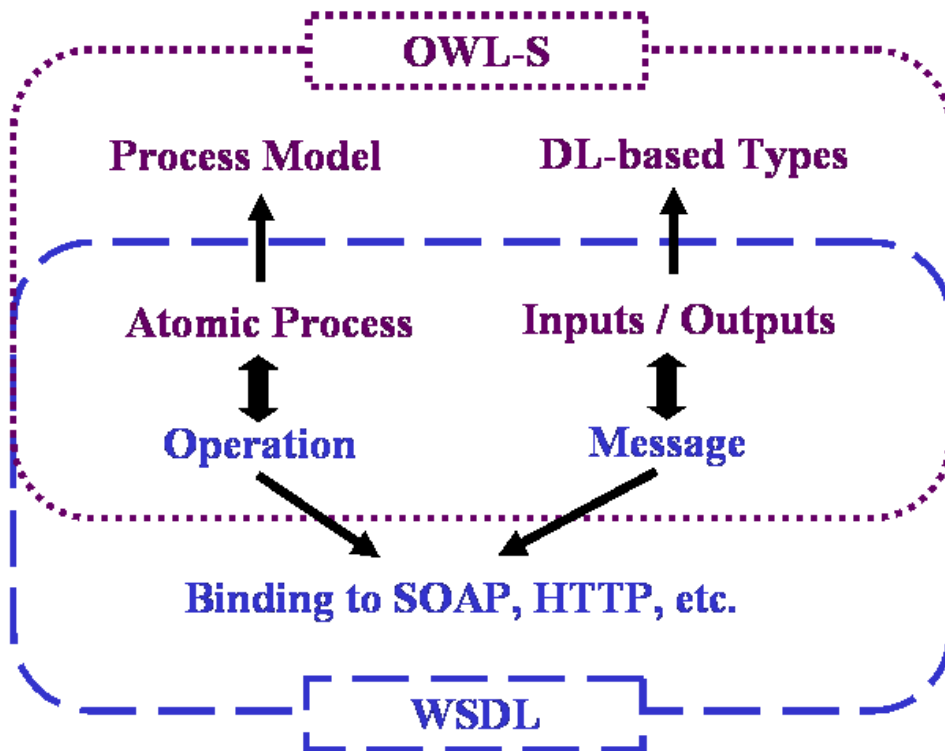 OWL-S
Process Model
DL-based Types
Atomic Process
Inputs / Outputs
Operation
Message
Binding to SOAP, HTTP, etc.
WSDL